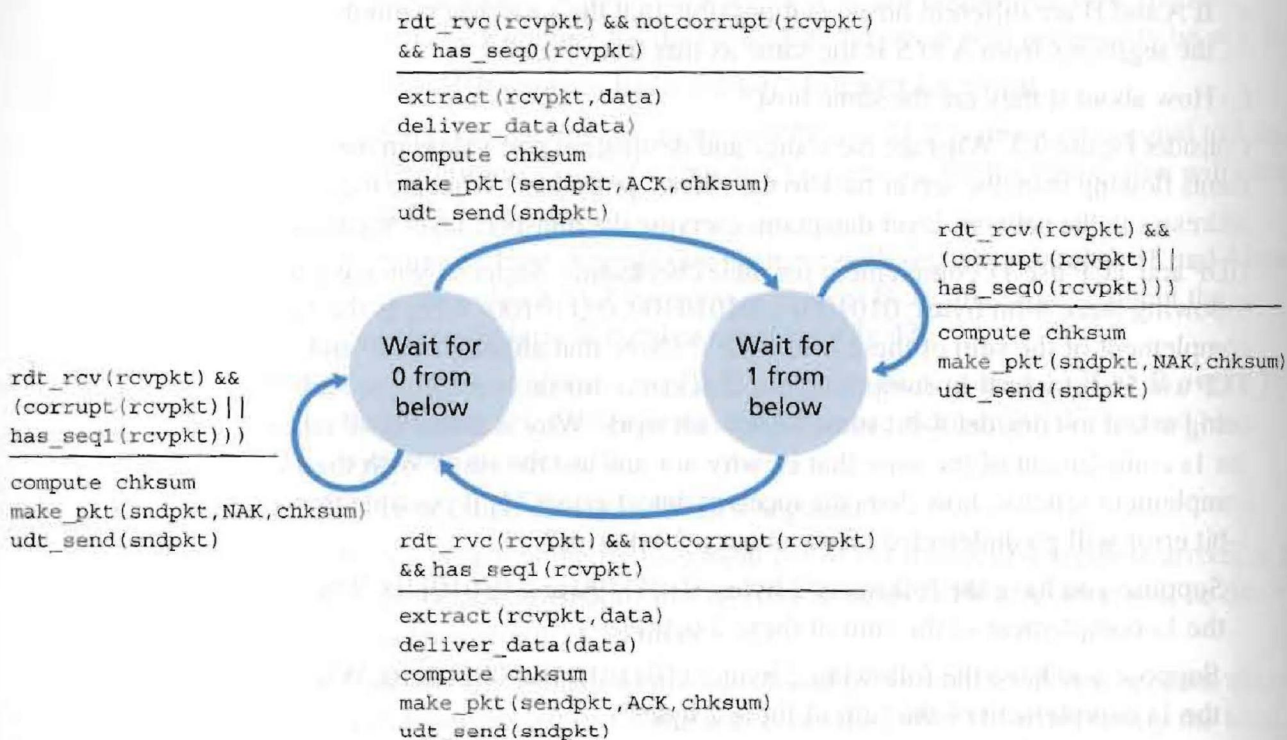 rdt_rvc(rcvpkt) && notcorrupt(rcvpkt)
&& has_seq0(rcvpkt)
extract(rcvpkt,data)
deliver_data(data)
compute chksum
make_pkt(sendpkt,ACK,chksum)
udt_send(sndpkt)
rdt_rcv(rcvpkt) &&
(corrupt(rcvpkt)||
has_seq0(rcvpkt)))
compute chksum
make_pkt(sndpkt,NAK,chksum)
udt_send(sndpkt)
Wait for
0 from
below
Wait for
1 from
below
rdt_rcv(rcvpkt) &&
(corrupt(rcvpkt)||
has_seq1(rcvpkt)))
compute chksum
make_pkt(sndpkt,NAK,chksum)
udt_send(sndpkt)
rdt_rvc(rcvpkt) && notcorrupt(rcvpkt)
&& has_seq1(rcvpkt)
extract(rcvpkt,data)
deliver_data(data)
compute chksum
make_pkt(sendpkt,ACK,chksum)
udt_send(sndpkt)